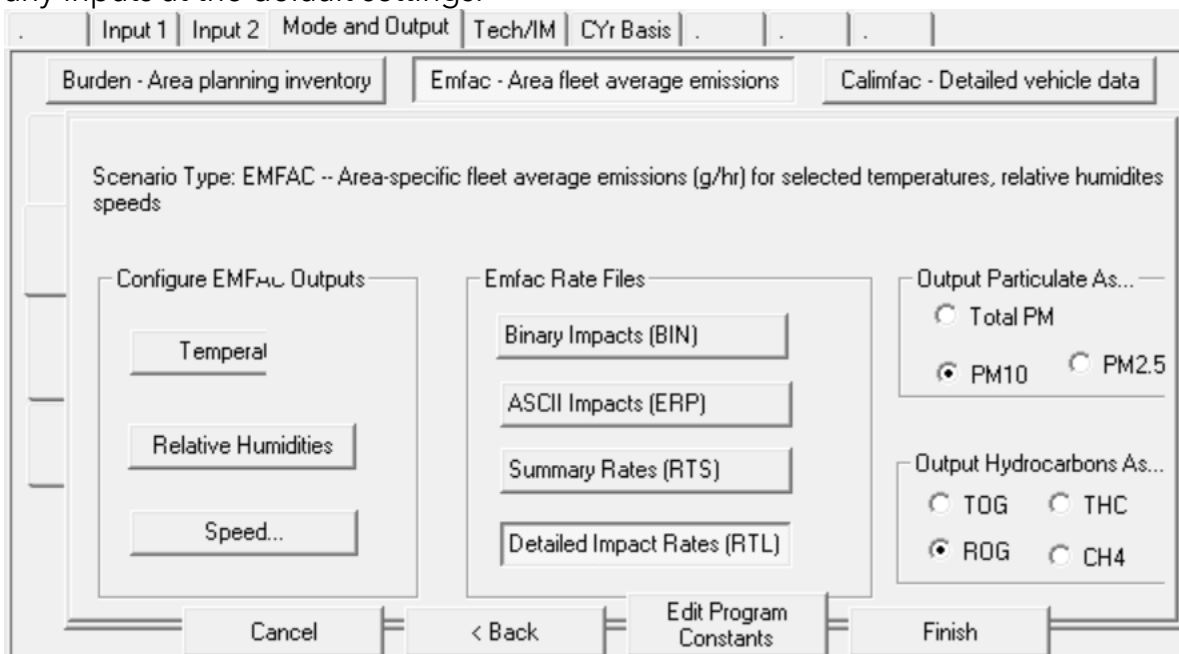 any inputs at the default settings.
. Input 1 Input 2 Mode and Output Tech/IM CYr Basis . . .
Burden - Area planning inventory Emfac - Area fleet average emissions Calimfac - Detailed vehicle data
Scenario Type: EMFAC -- Area-specific fleet average emissions (g/hr) for selected temperatures, relative humidites
speeds
Configure EMFAC Outputs
Temperat
Relative Humidities
Speed...
Emfac Rate Files
Binary Impacts (BIN)
ASCII Impacts (ERP)
Summary Rates (RTS)
Detailed Impact Rates (RTL)
Output Particulate As...
Total PM
PM10 PM2.5
Output Hydrocarbons As...
TOG THC
ROG CH4
Cancel < Back Edit Program Constants Finish